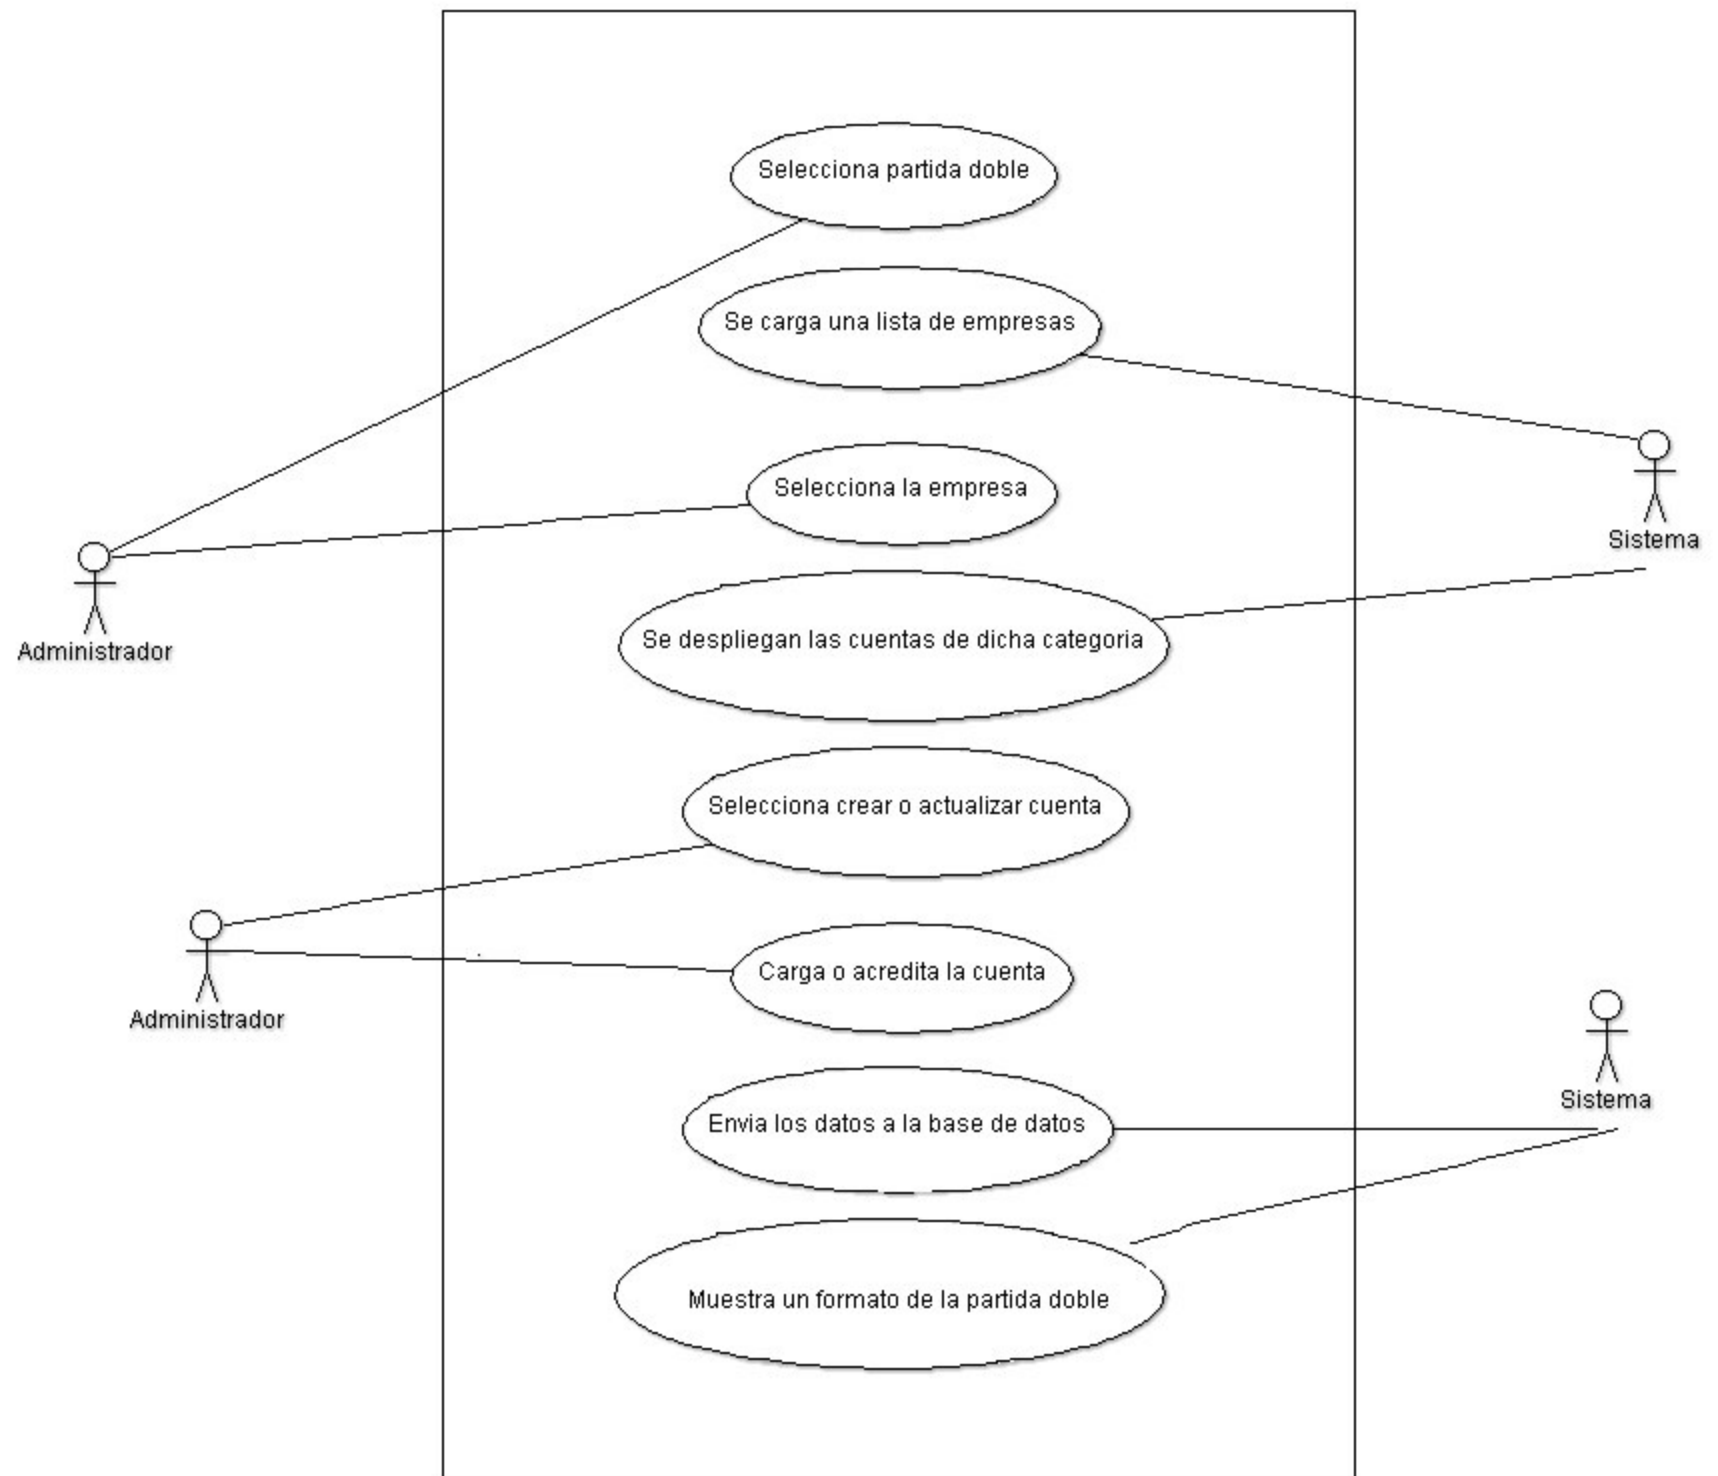 Selecciona partida doble
Se carga una lista de empresas
Selecciona la empresa
Sistema
Se despliegan las cuentas de dicha categoria
Administrador
Selecciona crear o actualizar cuenta
Carga o acredita la cuenta
Administrador
Sistema
Envia los datos a la base de datos
Muestra un formato de la partida doble